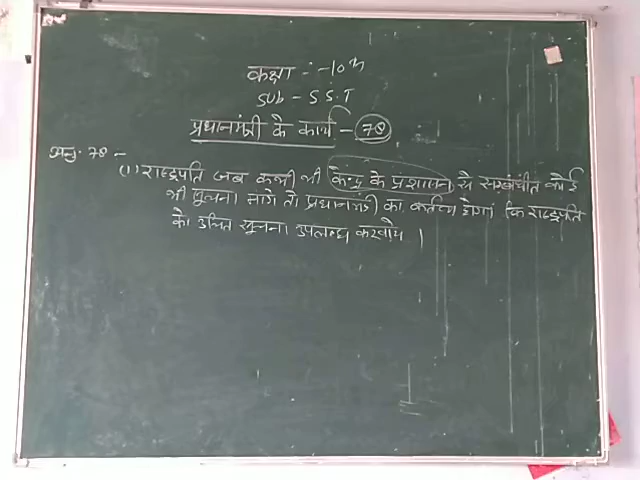 कक्षा :- 10th
Sub - S.S.T
प्रधानमंत्री के कार्य - 78
अनु. 78 -
(1) राष्ट्रपति जब कभी भी केन्द्र के प्रशासन से सम्बंधीत कोई
भी सुचना मांगे तो प्रधानमंत्री का कर्तव्य होगा कि राष्ट्रपति
को उचित सूचना उपलब्ध करवाये।